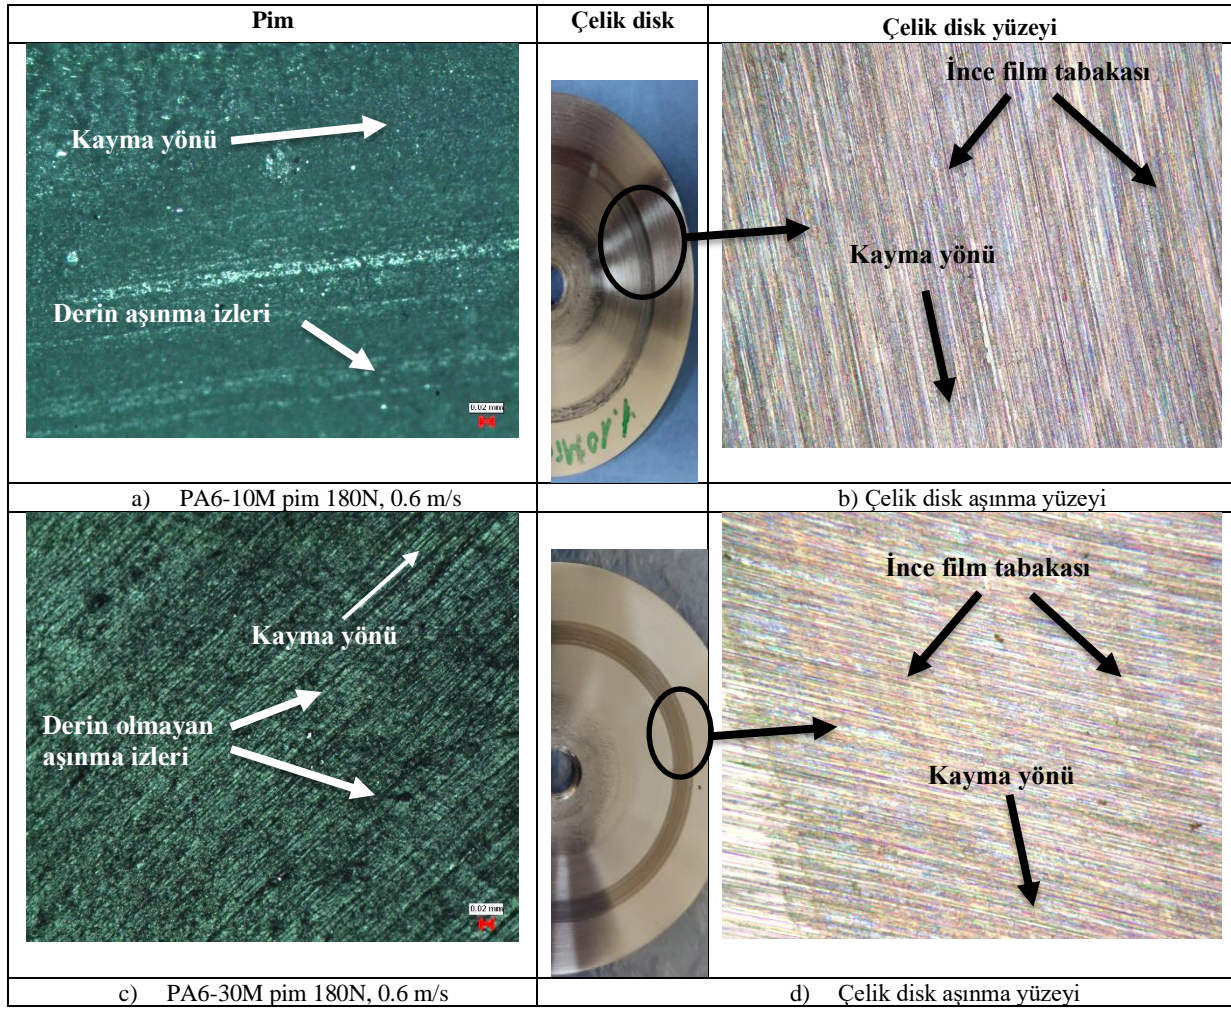 Pim
Çelik disk
Çelik disk yüzeyi
Kayma yönü
Derin aşınma izleri
0.02 mm
İnce film tabakası
Kayma yönü
a) PA6-10M pim 180N, 0.6 m/s
b) Çelik disk aşınma yüzeyi
Kayma yönü
Derin olmayan
aşınma izleri
0.02 mm
İnce film tabakası
Kayma yönü
c) PA6-30M pim 180N, 0.6 m/s
d) Çelik disk aşınma yüzeyi